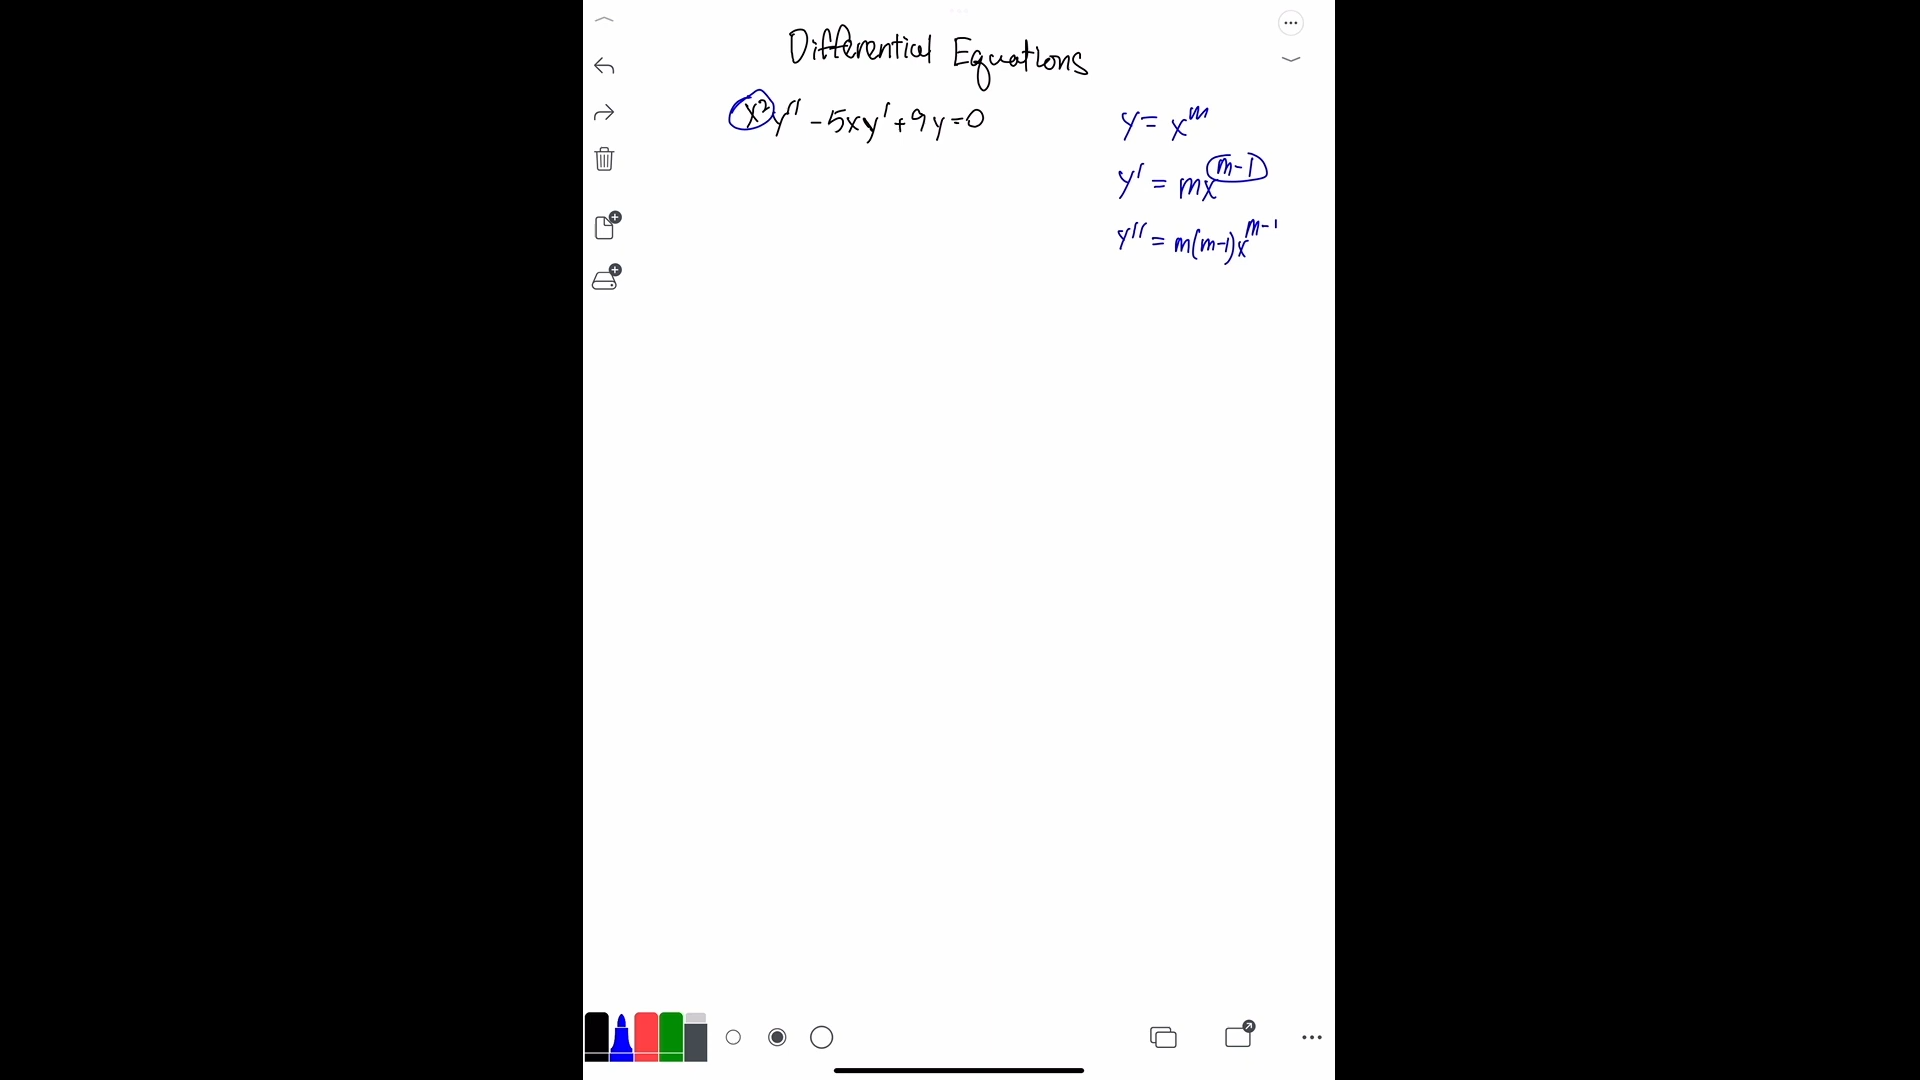 Differential Equations
x²y'' - 5xy' + 9y = 0
y = x^m
y' = mx^{m-1}
y'' = m(m-1)x^{m-1}